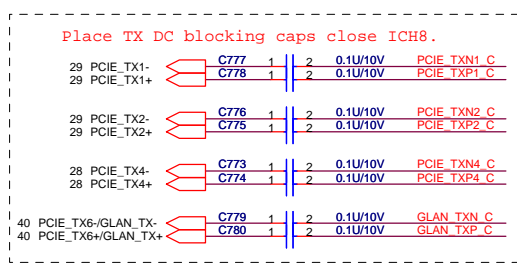 Place TX DC blocking caps close ICH8.
29 PCIE_TX1- C777 1 2 0.1U/10V PCIE_TXN1_C
29 PCIE_TX1+ C778 1 2 0.1U/10V PCIE_TXP1_C
29 PCIE_TX2- C776 1 2 0.1U/10V PCIE_TXN2_C
29 PCIE_TX2+ C775 1 2 0.1U/10V PCIE_TXP2_C
28 PCIE_TX4- C773 1 2 0.1U/10V PCIE_TXN4_C
28 PCIE_TX4+ C774 1 2 0.1U/10V PCIE_TXP4_C
40 PCIE_TX6-/GLAN_TX- C779 1 2 0.1U/10V GLAN_TXN_C
40 PCIE_TX6+/GLAN_TX+ C780 1 2 0.1U/10V GLAN_TXP_C